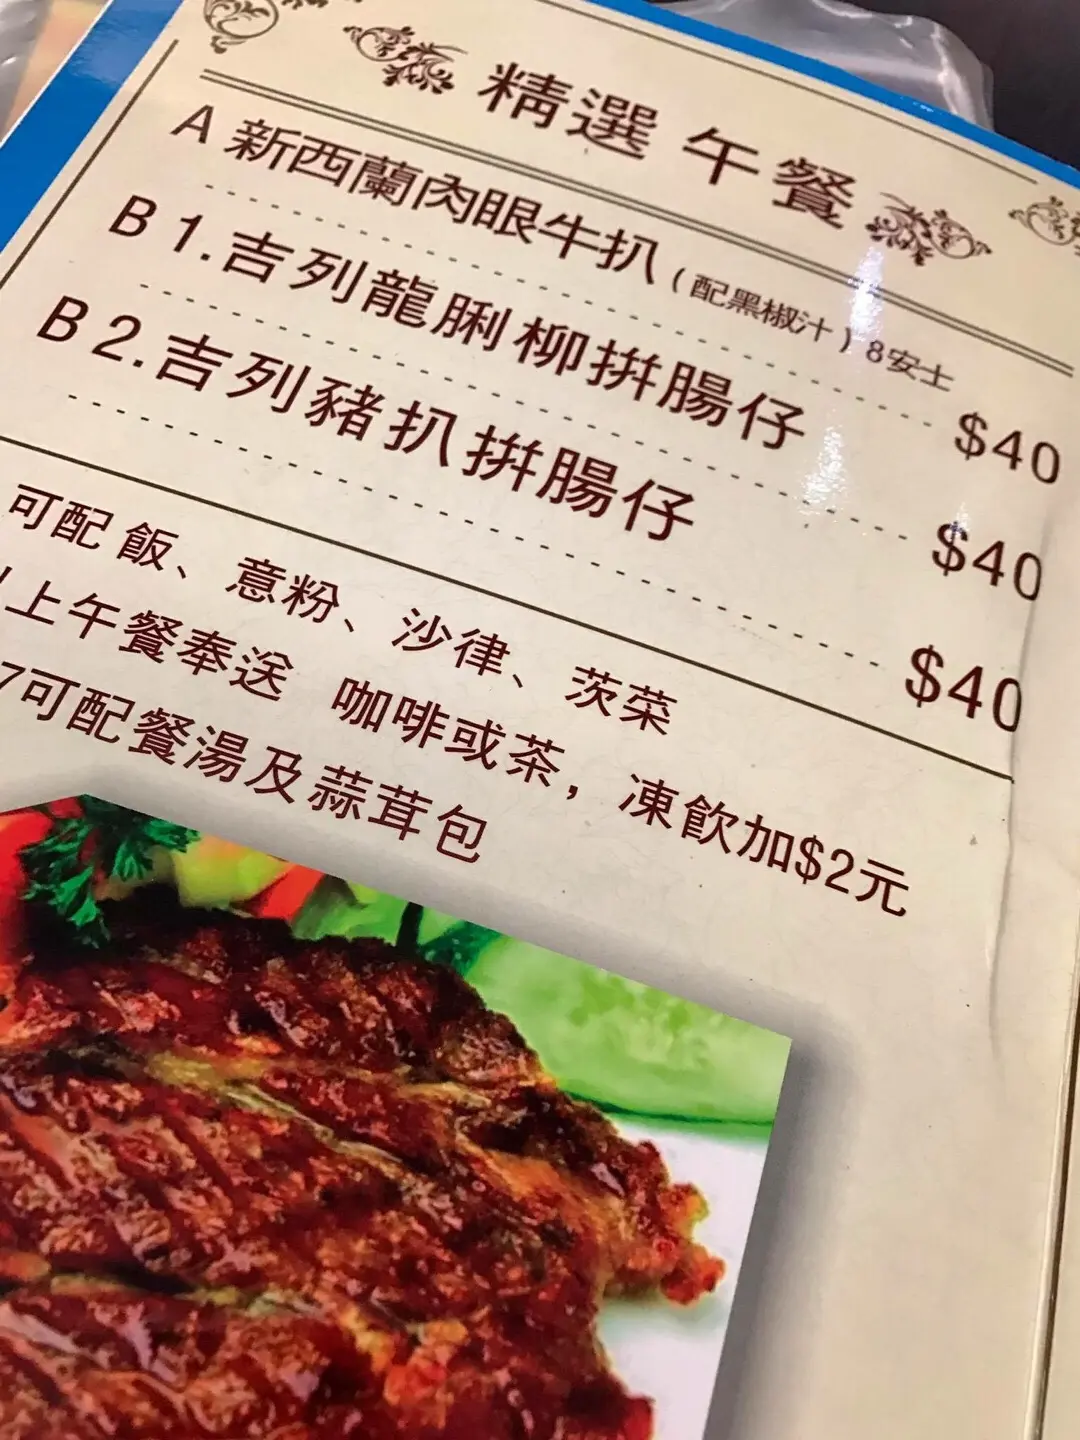 精選 午餐
A 新西蘭肉眼牛扒 (配黑椒汁) 8安士 $40
B 1.吉列龍脷柳拼腸仔 $40
B 2.吉列豬扒拼腸仔 $40
可配 飯、意粉、沙律、茨菜
上午餐奉送 咖啡或茶，凍飲加$2元
7可配餐湯及蒜茸包